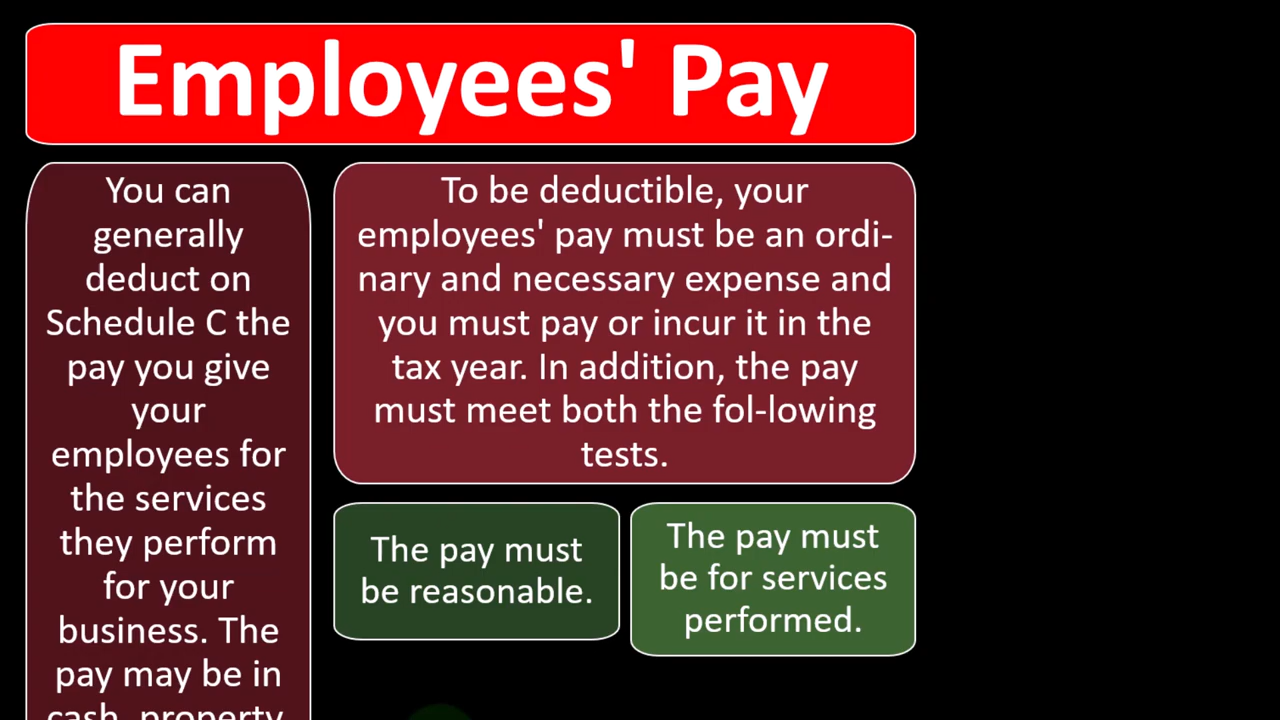 Employees' Pay
You can
generally
deduct on
Schedule C the
pay you give
your
employees for
the services
they perform
for your
business. The
pay may be in
cash, property,
To be deductible, your
employees' pay must be an ordi-
nary and necessary expense and
you must pay or incur it in the
tax year. In addition, the pay
must meet both the fol-lowing
tests.
The pay must
be reasonable.
The pay must
be for services
performed.